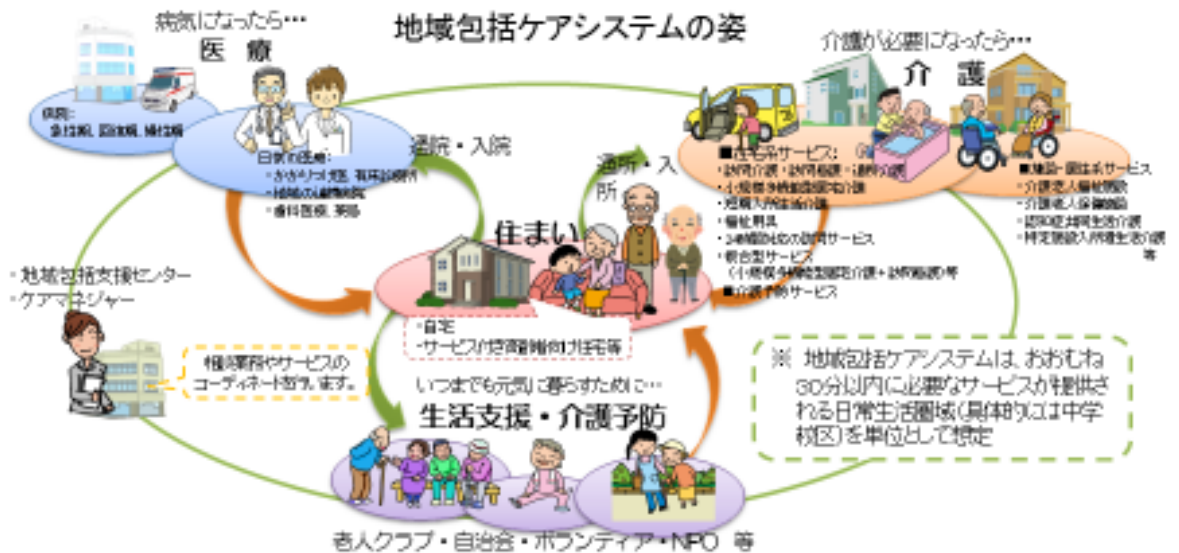 地域包括ケアシステムの姿
病気になったら…
医 療
病院:
急性期、回復期、慢性期
日常の医療:
・かかりつけ医、有床診療所
・地域の連携病院
・歯科医療、薬局
通院・入院
通所・入
所
介護が必要になったら…
介 護
■在宅系サービス:
・訪問介護・訪問看護・通所介護
・小規模多機能型居宅介護
・短期入所生活介護
・福祉用具
・24時間対応の訪問サービス
・複合型サービス
(小規模多機能型居宅介護+訪問看護)等
■介護予防サービス
■施設・居住系サービス
・介護老人福祉施設
・介護老人保健施設
・認知症共同生活介護
・特定施設入所者生活介護
等
住まい
・自宅
・サービス付き高齢者向け住宅等
・地域包括支援センター
・ケアマネジャー
相談業務やサービスの
コーディネートを行います。
いつまでも元気に暮らすために…
生活支援・介護予防
老人クラブ・自治会・ボランティア・NPO 等
※ 地域包括ケアシステムは、おおむね
30分以内に必要なサービスが提供さ
れる日常生活圏域(具体的には中学
校区)を単位として想定